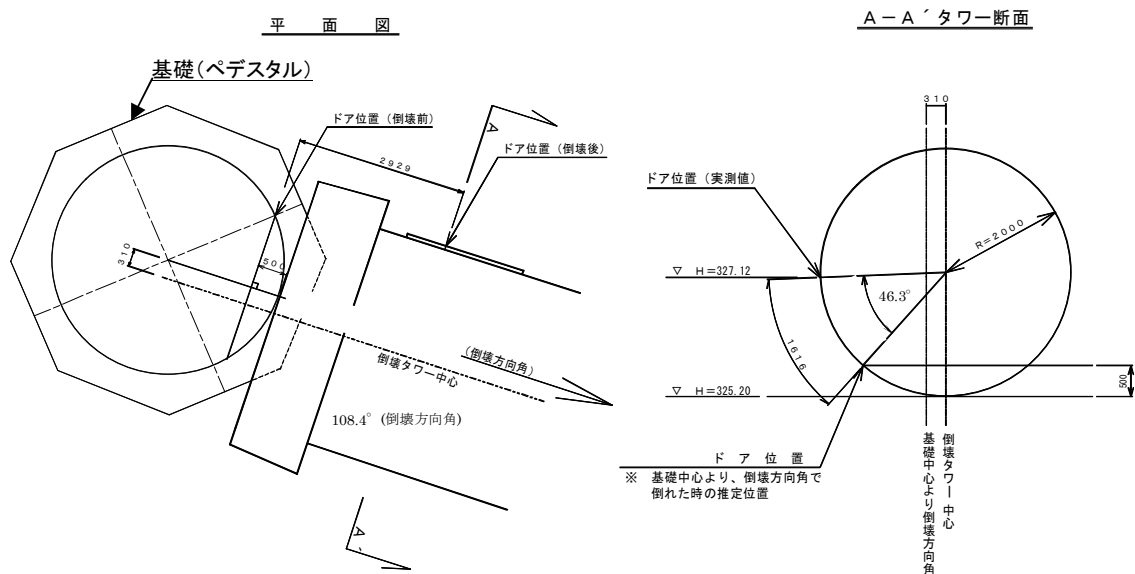 平 面 図
基礎(ペデスタル)
ドア位置(倒壊前)
A
ドア位置(倒壊後)
2929
310
500
倒壊タワー中心
(倒壊方向角)
108.4° (倒壊方向角)
A'
A-A´タワー断面
310
ドア位置(実測値)
R=2000
▽ H=327.12
46.3°
1616
▽ H=325.20
500
ド ア 位 置
※ 基礎中心より、倒壊方向角で
倒れた時の推定位置
倒壊タワー中心
基礎中心より倒壊方向角